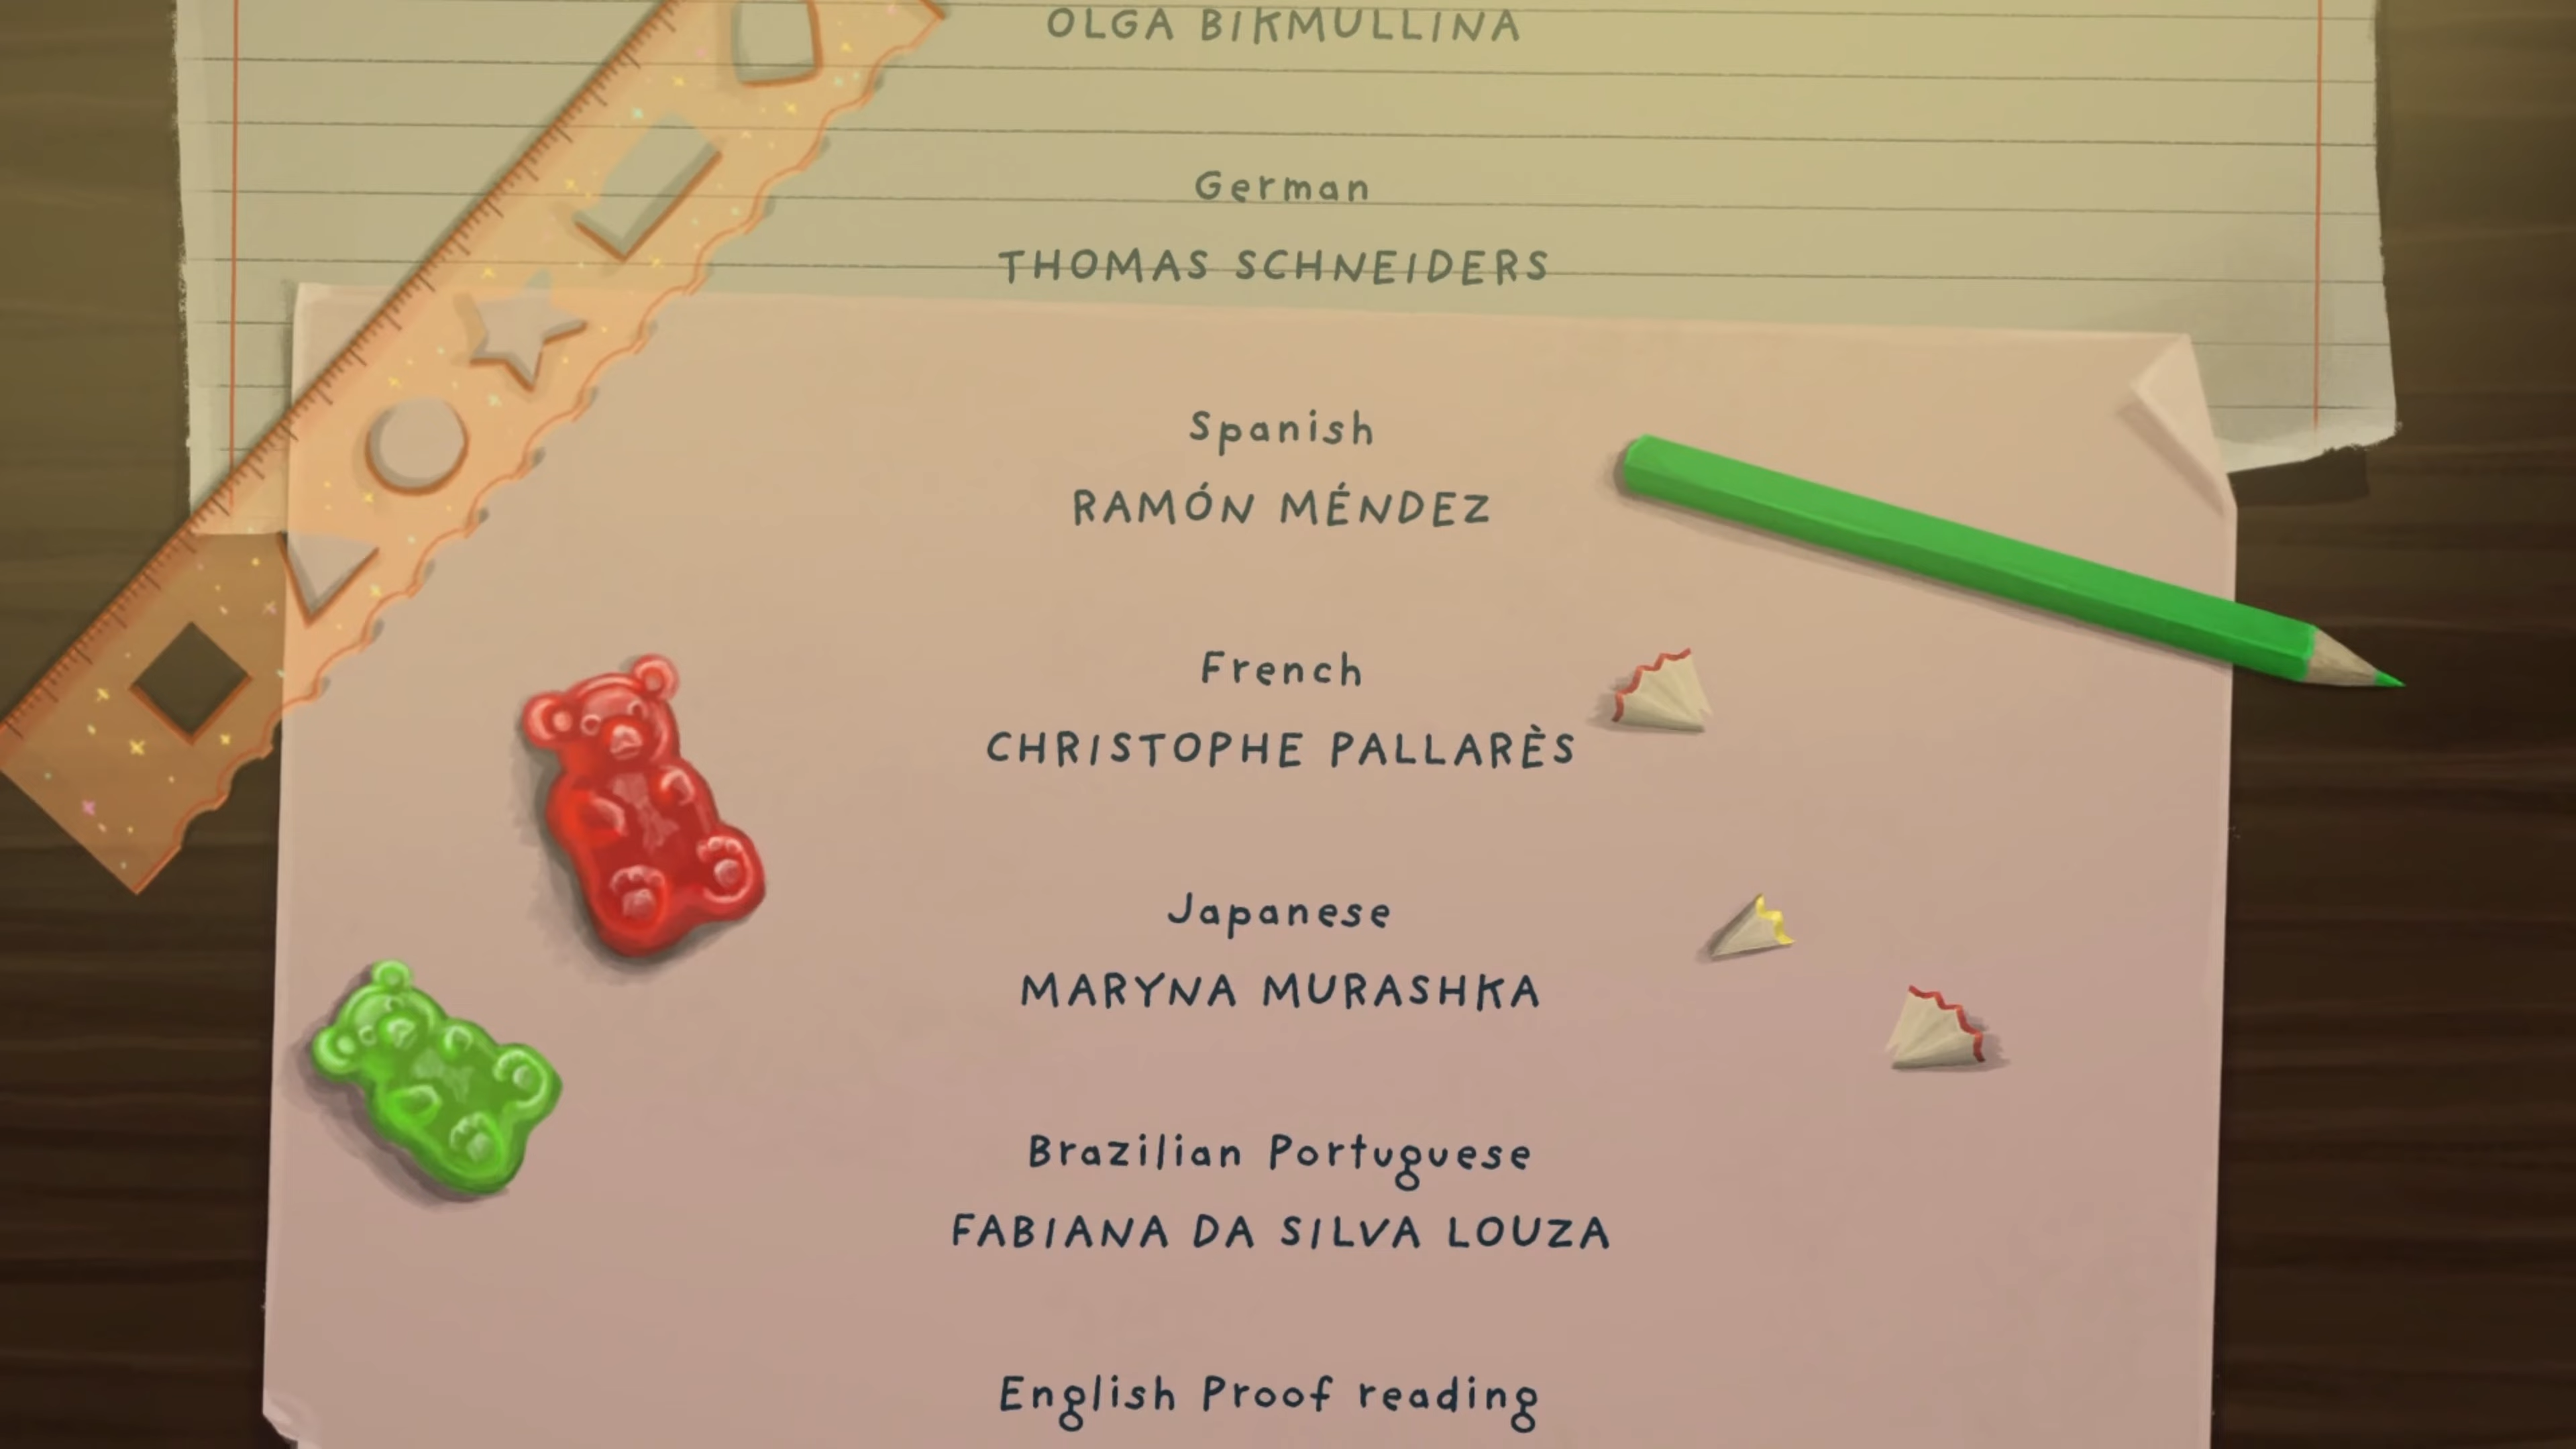 OLGA BIKMULLINA
German
THOMAS SCHNEIDERS
Spanish
RAMÓN MÉNDEZ
French
CHRISTOPHE PALLARÈS
Japanese
MARYNA MURASHKA
Brazilian Portuguese
FABIANA DA SILVA LOUZA
English Proof reading